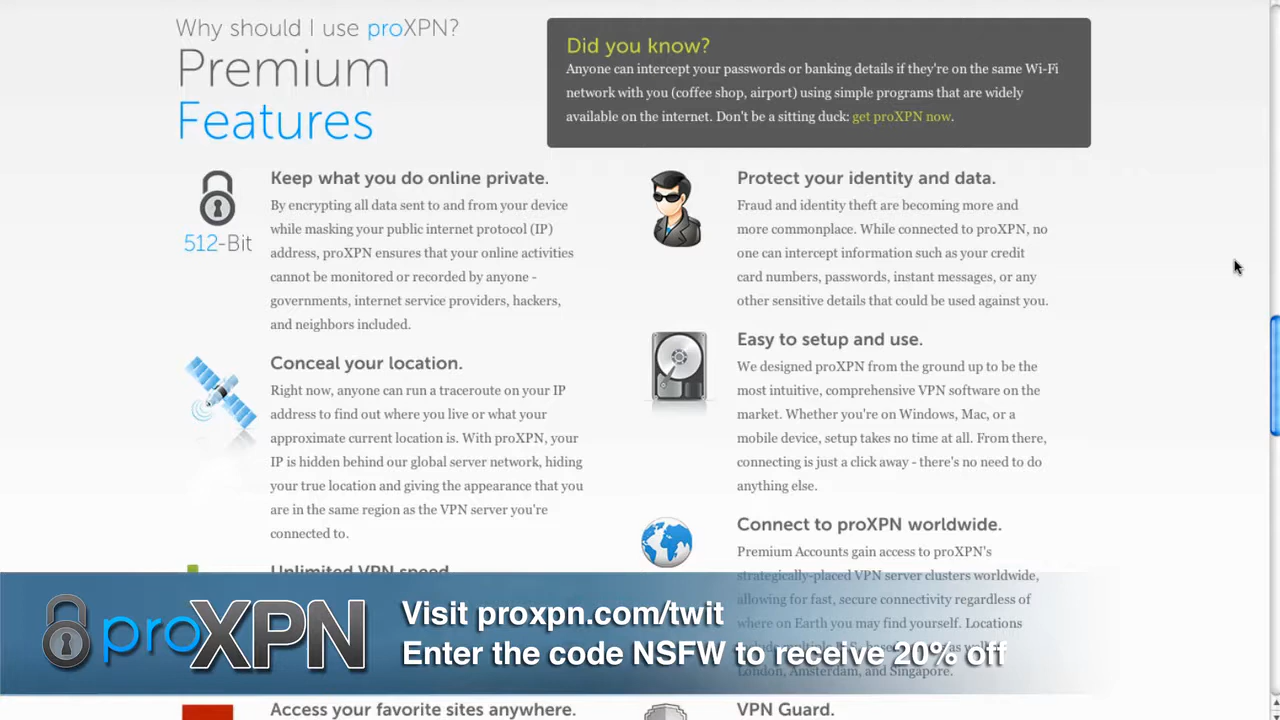 Why should I use proXPN?
Premium
Features
Did you know?
Anyone can intercept your passwords or banking details if they're on the same Wi-Fi
network with you (coffee shop, airport) using simple programs that are widely
available on the internet. Don't be a sitting duck: get proXPN now.
512-Bit
Keep what you do online private.
By encrypting all data sent to and from your device
while masking your public internet protocol (IP)
address, proXPN ensures that your online activities
cannot be monitored or recorded by anyone -
governments, internet service providers, hackers,
and neighbors included.
Protect your identity and data.
Fraud and identity theft are becoming more and
more commonplace. While connected to proXPN, no
one can intercept information such as your credit
card numbers, passwords, instant messages, or any
other sensitive details that could be used against you.
Conceal your location.
Right now, anyone can run a traceroute on your IP
address to find out where you live or what your
approximate current location is. With proXPN, your
IP is hidden behind our global server network, hiding
your true location and giving the appearance that you
are in the same region as the VPN server you're
connected to.
Easy to setup and use.
We designed proXPN from the ground up to be the
most intuitive, comprehensive VPN software on the
market. Whether you're on Windows, Mac, or a
mobile device, setup takes no time at all. From there,
connecting is just a click away - there's no need to do
anything else.
Unlimited VPN speed
Connect to proXPN worldwide.
Premium Accounts gain access to proXPN's
strategically-placed VPN server clusters worldwide,
allowing for fast, secure connectivity regardless of
where on Earth you may find yourself. Locations
London, Amsterdam, and Singapore.
proXPN
Visit proxpn.com/twit
Enter the code NSFW to receive 20% off
Access your favorite sites anywhere.
VPN Guard.